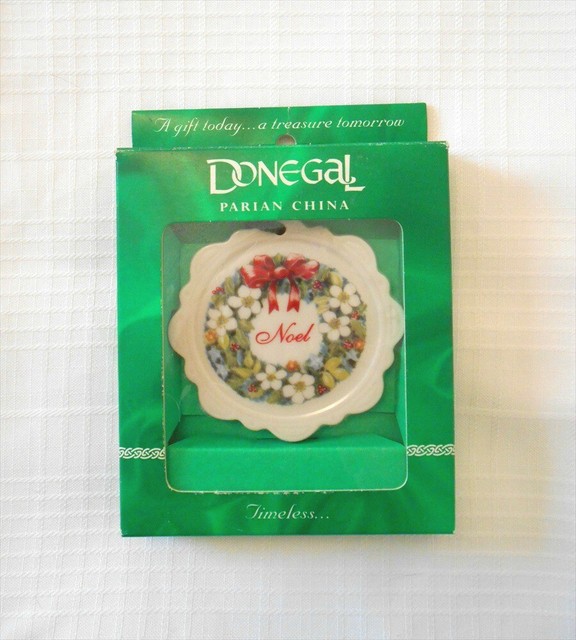 A gift today...a treasure tomorrow
DONEGAL
PARIAN CHINA
Noel
Timeless...